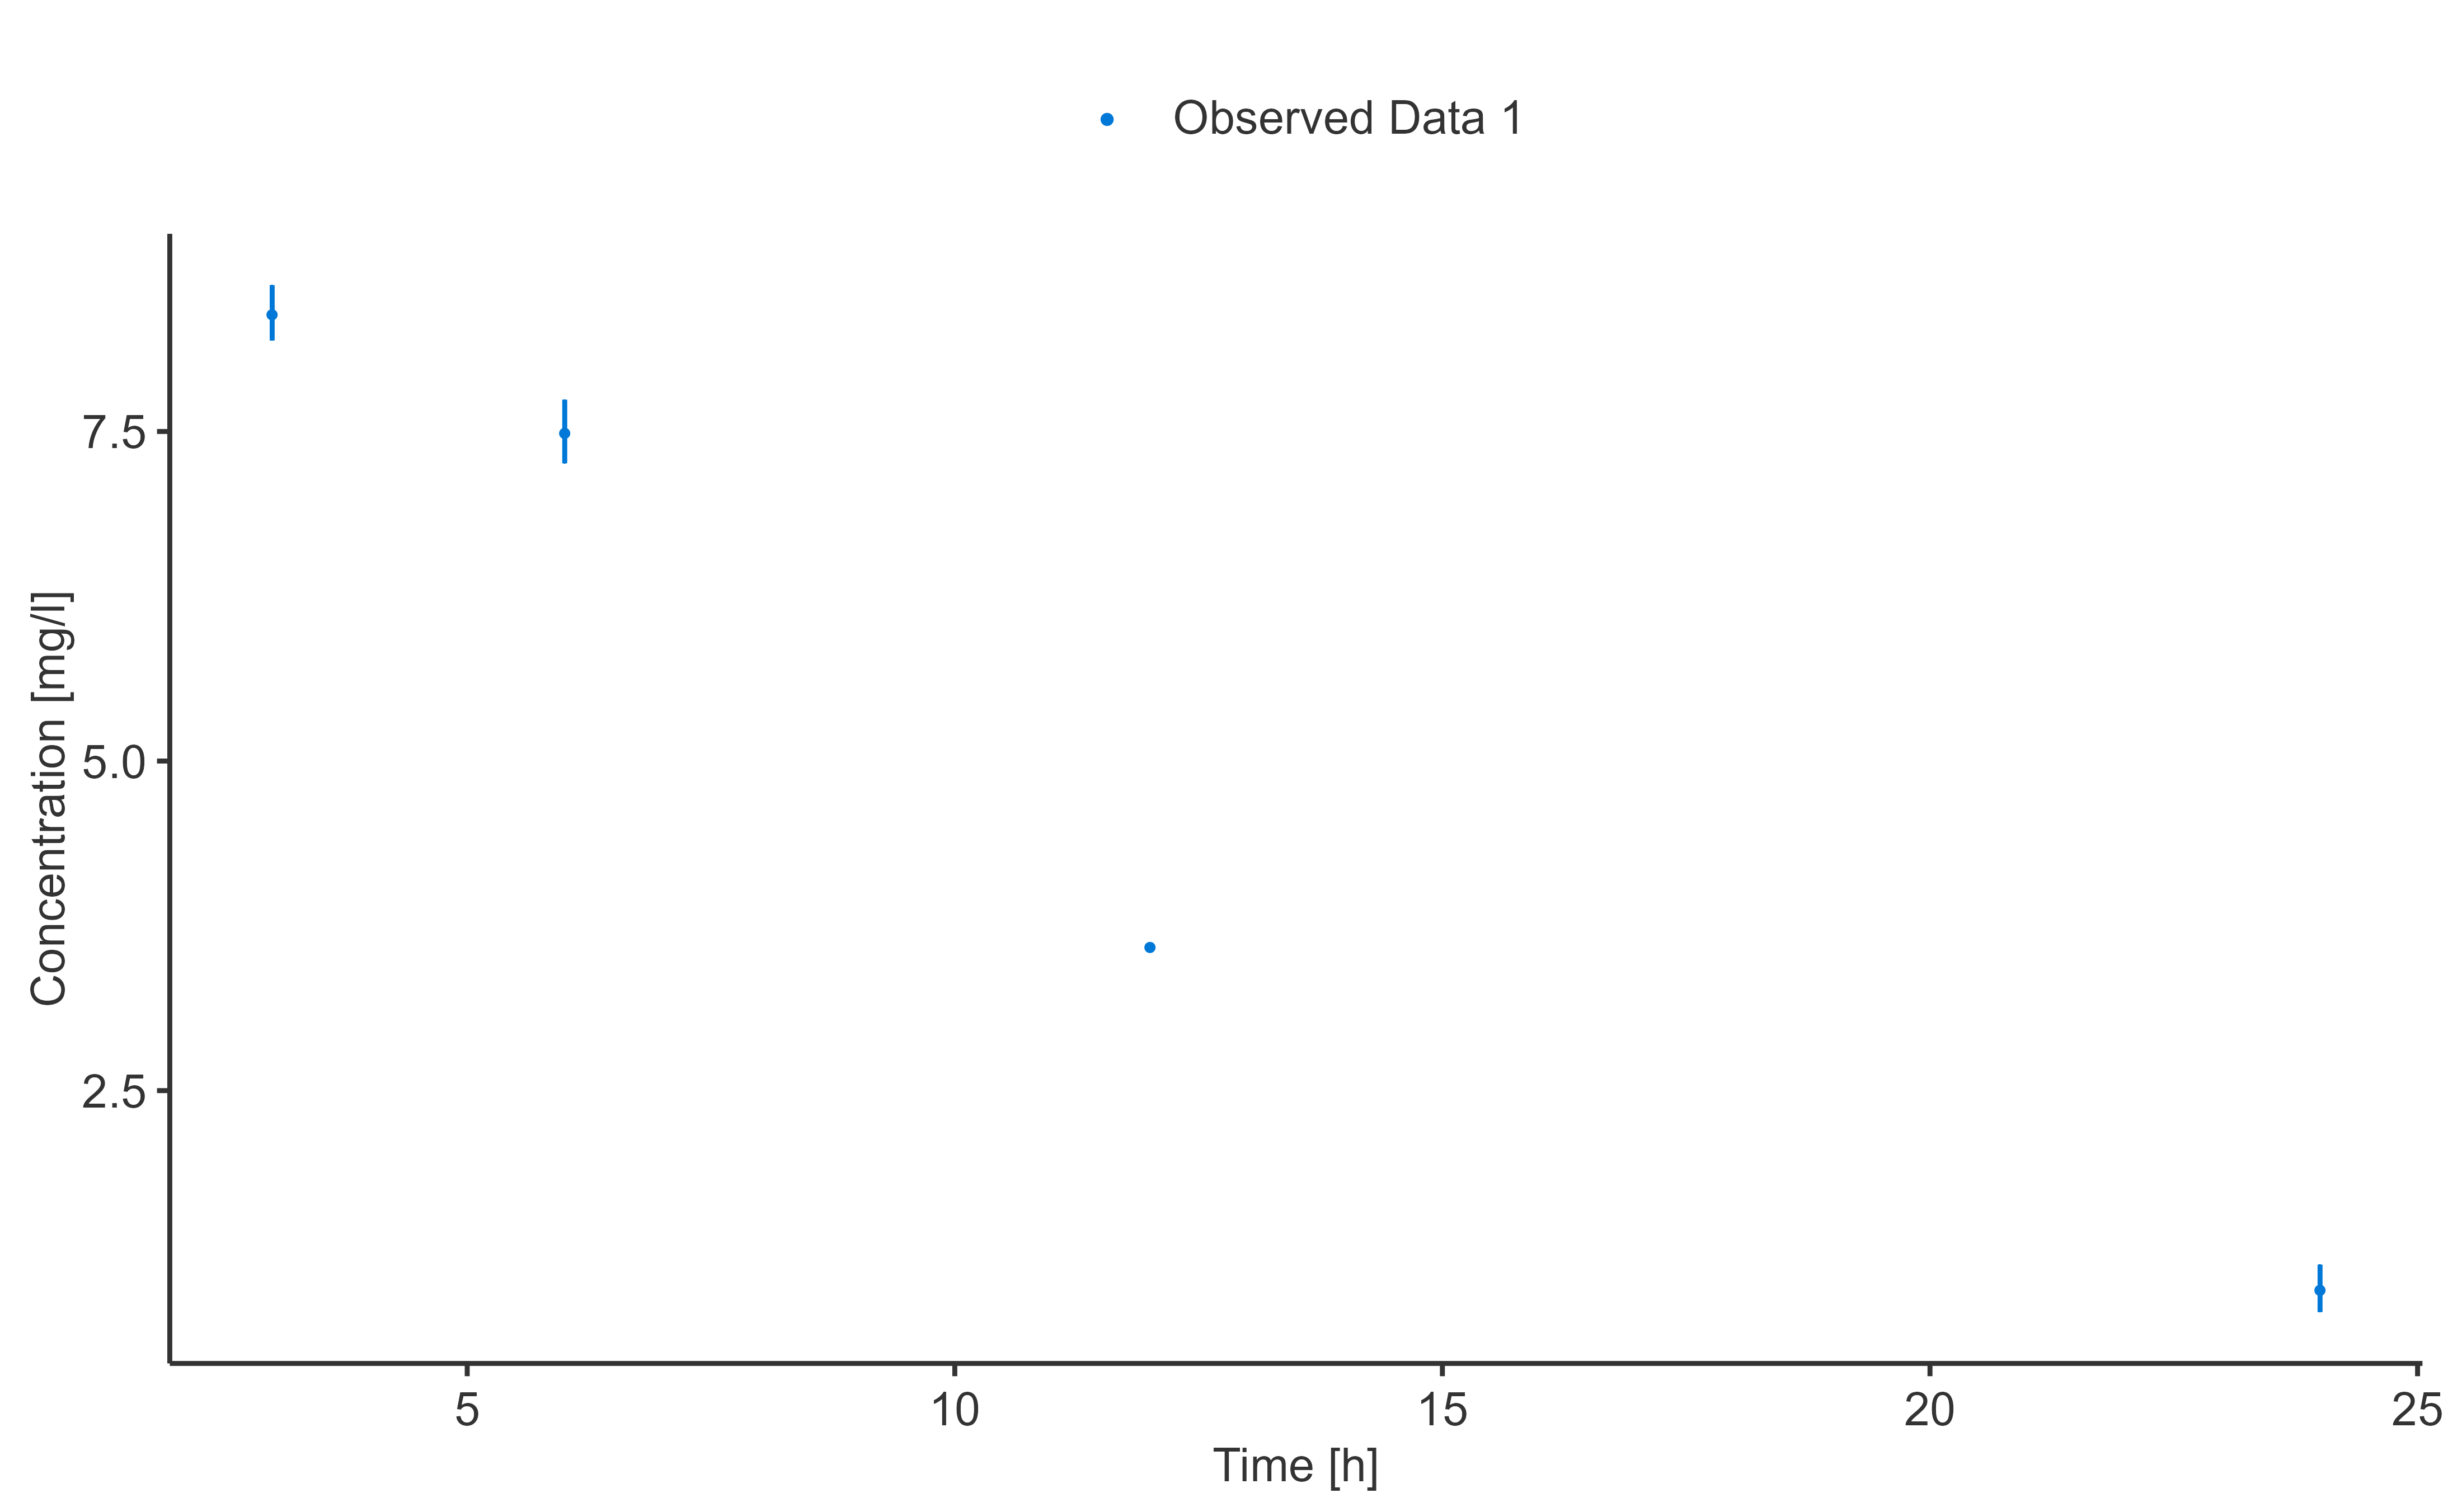 Observed Data 1
Concentration [mg/l]
7.5
5.0
2.5
5 10 15 20 25
Time [h]